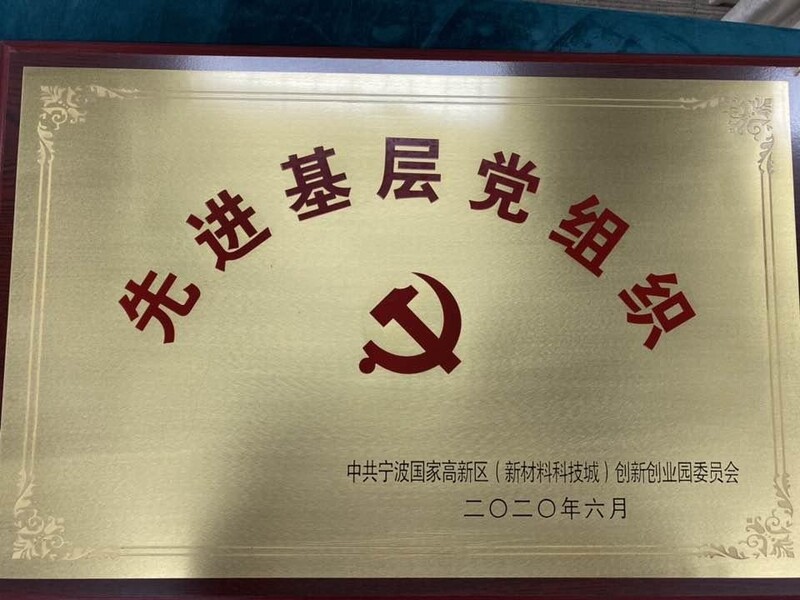 先进基层党组织
中共宁波国家高新区（新材料科技城）创新创业园委员会
二〇二〇年六月